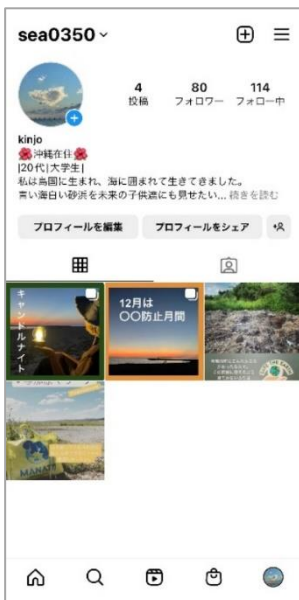 sea0350
4 80 114
投稿 フォロワー フォロー中
kinjo
🌺沖縄在住🌺
|20代|大学生|
私は島国に生まれ、海に囲まれて生きてきました。
青い海白い砂浜を未来の子供達にも見せたい... 続きを読む
プロフィールを編集 プロフィールをシェア
キャンドルナイト
12月は
〇〇防止月間
MANATII